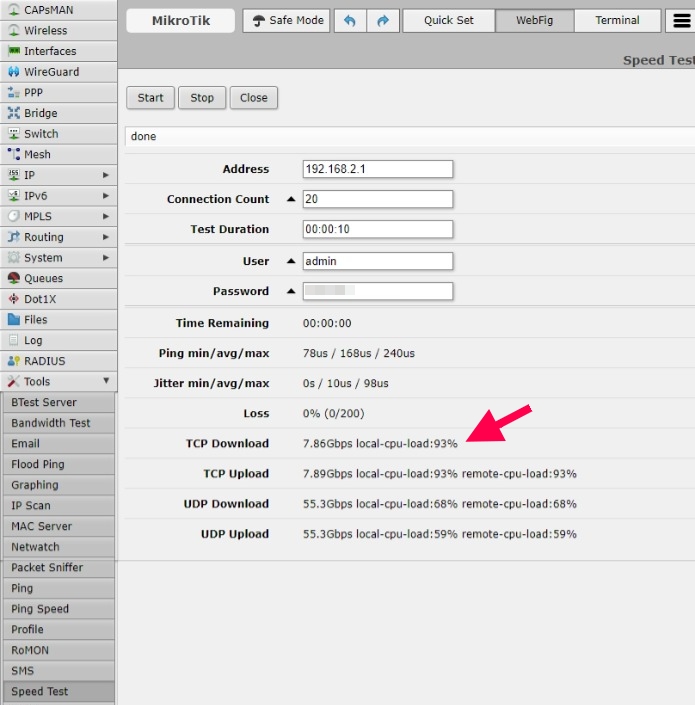 CAPsMAN
Wireless
Interfaces
WireGuard
PPP
Bridge
Switch
Mesh
IP
IPv6
MPLS
Routing
System
Queues
Dot1X
Files
Log
RADIUS
Tools
BTest Server
Bandwidth Test
Email
Flood Ping
Graphing
IP Scan
MAC Server
Netwatch
Packet Sniffer
Ping
Ping Speed
Profile
RoMON
SMS
Speed Test
MikroTik Safe Mode Quick Set WebFig Terminal
Speed Test
Start Stop Close
done
Address 192.168.2.1
Connection Count 20
Test Duration 00:00:10
User admin
Password
Time Remaining 00:00:00
Ping min/avg/max 78us / 168us / 240us
Jitter min/avg/max 0s / 10us / 98us
Loss 0% (0/200)
TCP Download 7.86Gbps local-cpu-load:93%
TCP Upload 7.89Gbps local-cpu-load:93% remote-cpu-load:93%
UDP Download 55.3Gbps local-cpu-load:68% remote-cpu-load:68%
UDP Upload 55.3Gbps local-cpu-load:59% remote-cpu-load:59%